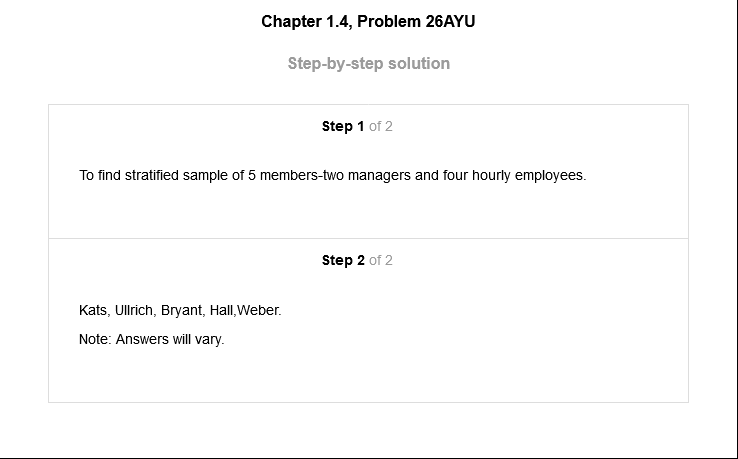 Chapter 1.4, Problem 26AYU
Step-by-step solution
Step 1 of 2
To find stratified sample of 5 members-two managers and four hourly employees.
Step 2 of 2
Kats, Ullrich, Bryant, Hall,Weber.
Note: Answers will vary.